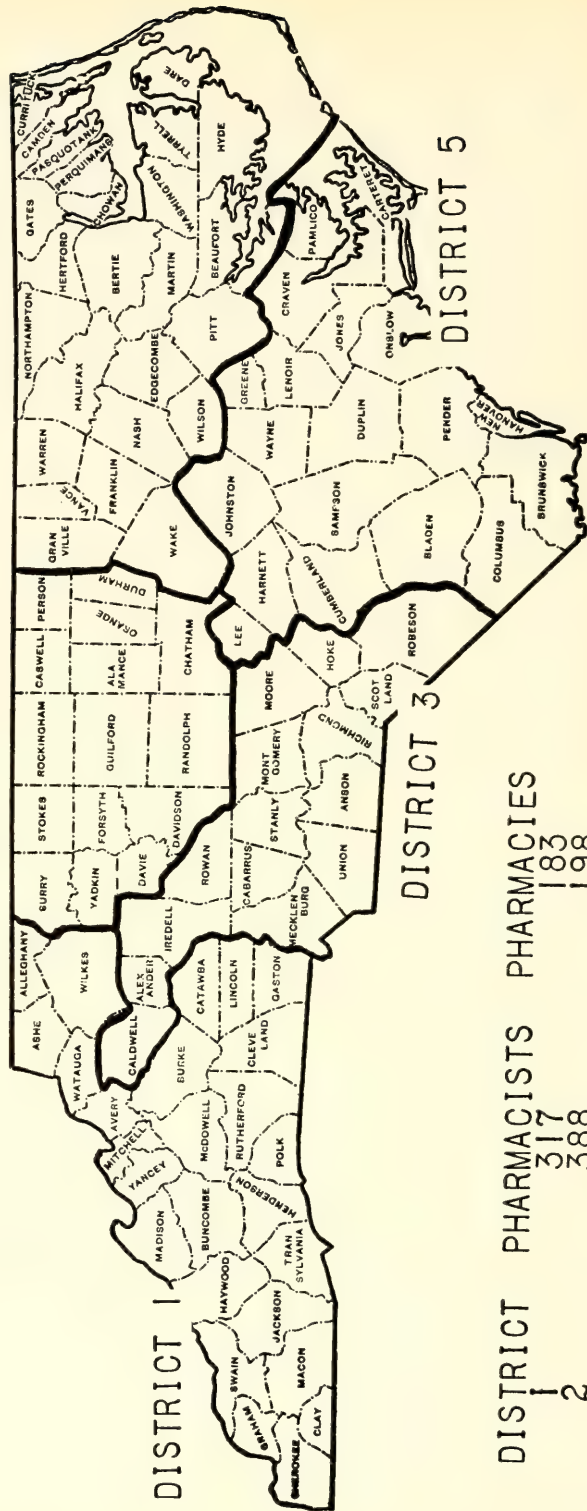 DISTRICT 1
DISTRICT 3
DISTRICT 5
CHEROKEE
GRAHAM
CLAY
SWAIN
MACON
JACKSON
HAYWOOD
TRAN
SYLVANIA
MADISON
BUNCOMBE
HENDERSON
YANCEY
MITCHELL
AVERY
McDOWELL
RUTHERFORD
POLK
ASHE
ALLEGHANY
WATAUGA
WILKES
CALDWELL
BURKE
CLEVE
LAND
ALEX
ANDER
CATAWBA
LINCOLN
GASTON
IREDELL
SURRY
YADKIN
DAVIE
ROWAN
CABARRUS
MECKLEN
BURG
STOKES
FORSYTH
DAVIDSON
STANLY
UNION
ROCKINGHAM
GUILFORD
RANDOLPH
MONT
GOMERY
ANSON
CASWELL
ALA
MANCE
CHATHAM
MOORE
RICHMOND
PERSON
ORANGE
DURHAM
LEE
HOKE
SCOT
LAND
ROBESON
GRAN
VILLE
VANCE
WAKE
HARNETT
CUMBERLAND
BLADEN
COLUMBUS
WARREN
FRANKLIN
JOHNSTON
SAMPSON
BRUNSWICK
NORTHAMPTON
HALIFAX
NASH
WILSON
WAYNE
DUPLIN
PENDER
NEW
HANOVER
EDGECOMBE
GREENE
LENOIR
JONES
ONSLOW
HERTFORD
BERTIE
MARTIN
PITT
CRAVEN
GATES
CHOWAN
WASHINGTON
BEAUFORT
PAMLICO
CARTERET
CURRITUCK
CAMDEN
PASQUOTANK
PERQUIMANS
TYRRELL
HYDE
DARE
DISTRICT PHARMACISTS PHARMACIES
1 317 183
2 388 198